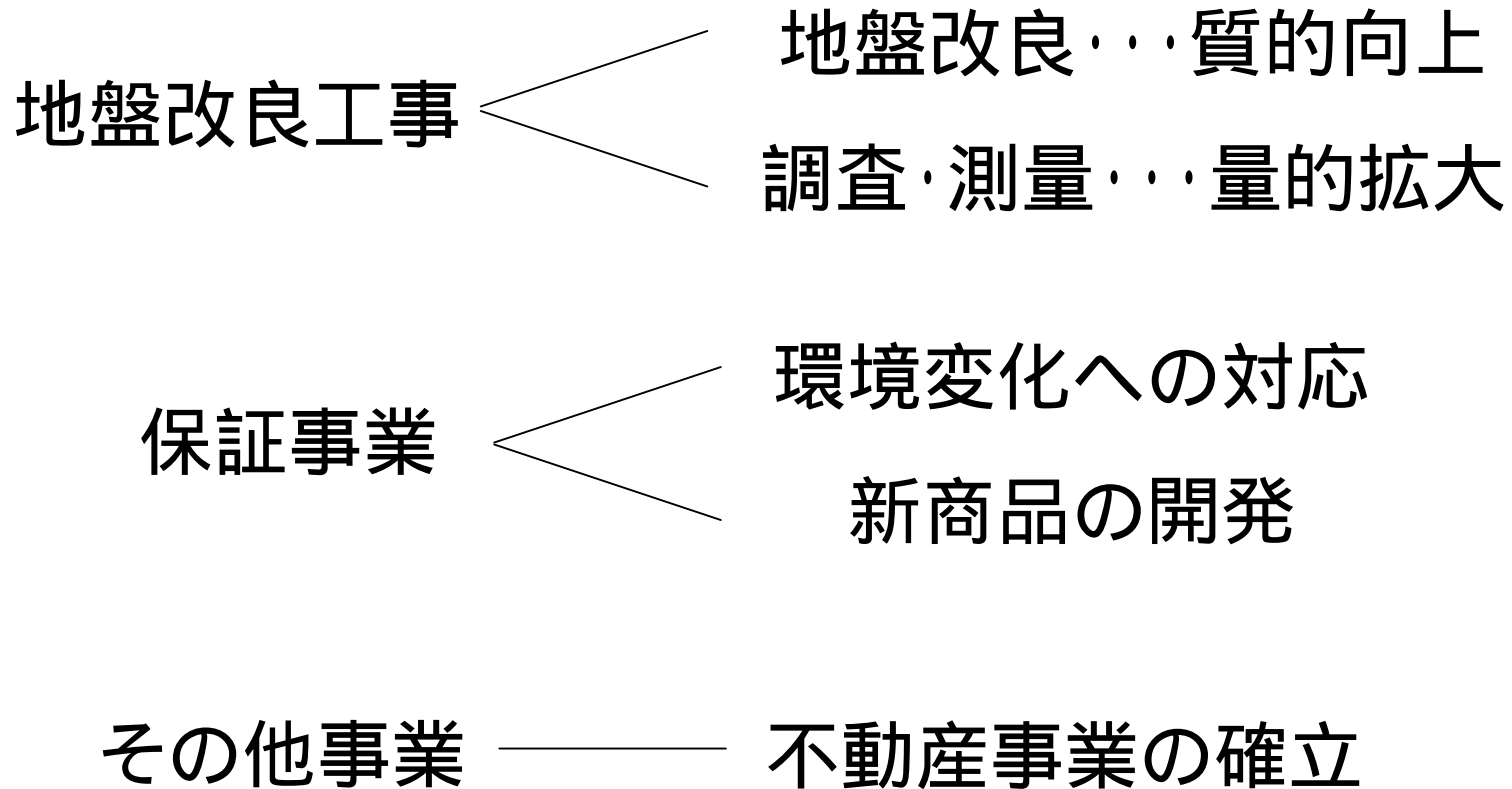 地盤改良工事
地盤改良･･･質的向上
調査･測量･･･量的拡大
保証事業
環境変化への対応
新商品の開発
その他事業
不動産事業の確立